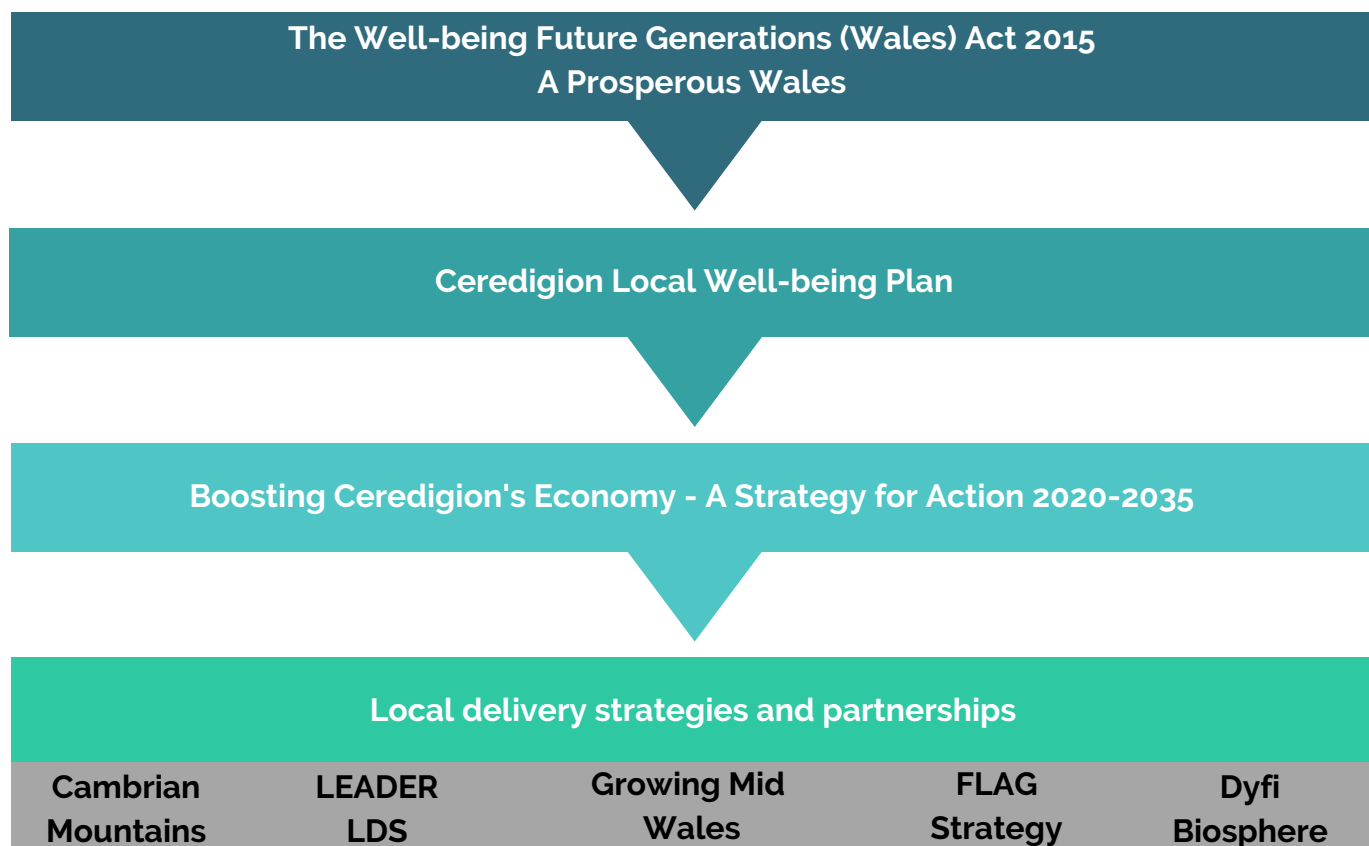 The Well-being Future Generations (Wales) Act 2015
A Prosperous Wales
Ceredigion Local Well-being Plan
Boosting Ceredigion's Economy - A Strategy for Action 2020-2035
Local delivery strategies and partnerships
Cambrian
Mountains
LEADER
LDS
Growing Mid
Wales
FLAG
Strategy
Dyfi
Biosphere